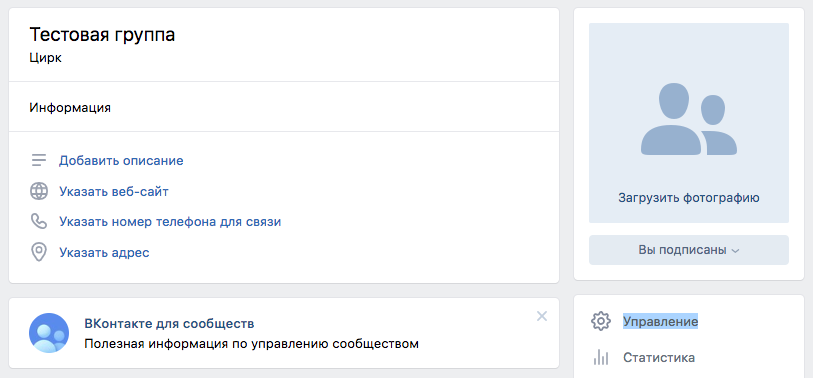 Тестовая группа
Цирк
Информация
Добавить описание
Указать веб-сайт
Указать номер телефона для связи
Указать адрес
ВКонтакте для сообществ
Полезная информация по управлению сообществом
Загрузить фотографию
Вы подписаны
Управление
Статистика